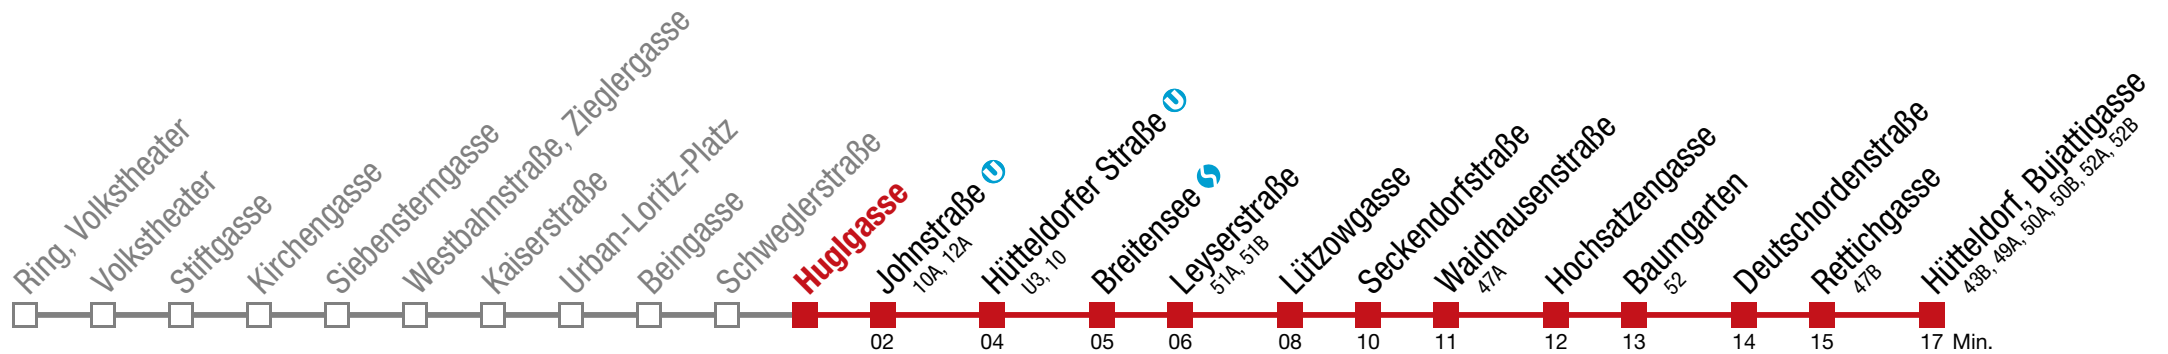 Ring, Volkstheater
Volkstheater
Stiftgasse
Kirchengasse
Siebensterngasse
Westbahnstraße, Zieglergasse
Kaiserstraße
Urban-Loritz-Platz
Beingasse
Schweglerstraße
Huglgasse
Johnstraße U
10A, 12A
Hütteldorfer Straße U
U3, 10
Breitensee S
Leyserstraße
51A, 51B
Lützowgasse
Seckendorfstraße
Waidhausenstraße
47A
Hochsatzengasse
Baumgarten
52
Deutschordenstraße
Rettichgasse
47B
Hütteldorf, Bujattigasse
43B, 49A, 50A, 50B, 52A, 52B
02 04 05 06 08 10 11 12 13 14 15 17 Min.